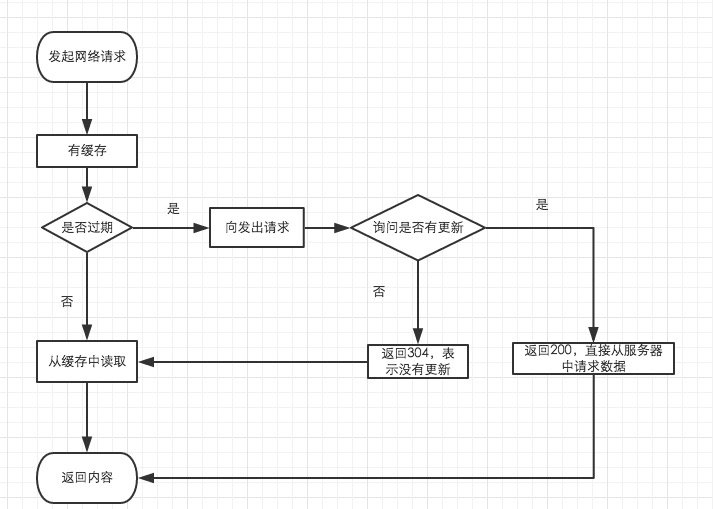 发起网络请求
有缓存
是否过期
是
向发出请求
询问是否有更新
是
否
否
从缓存中读取
返回304，表
示没有更新
返回200，直接从服务器
中请求数据
返回内容